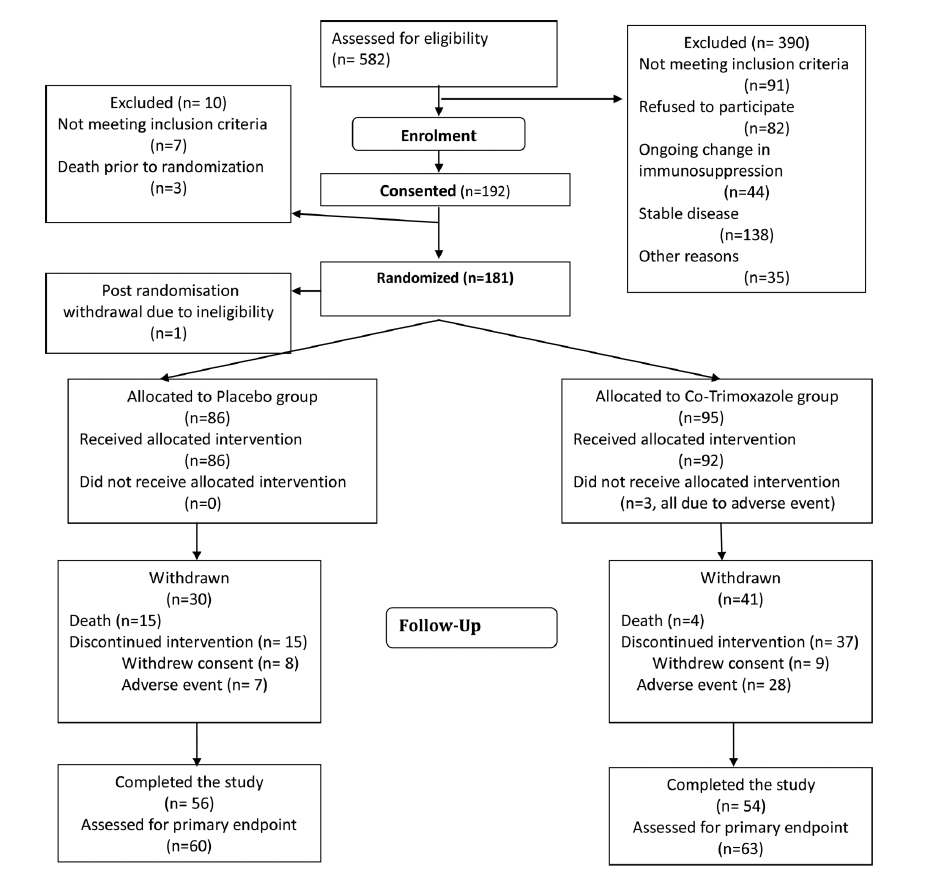 Assessed for eligibility
(n= 582)
Excluded (n= 390)
Not meeting inclusion criteria
(n=91)
Refused to participate
(n=82)
Ongoing change in
immunosuppression
(n=44)
Stable disease
(n=138)
Other reasons
(n=35)
Excluded (n= 10)
Not meeting inclusion criteria
(n=7)
Death prior to randomization
(n=3)
Enrolment
Consented (n=192)
Randomized (n=181)
Post randomisation
withdrawal due to ineligibility
(n=1)
Allocated to Placebo group
(n=86)
Received allocated intervention
(n=86)
Did not receive allocated intervention
(n=0)
Allocated to Co-Trimoxazole group
(n=95)
Received allocated intervention
(n=92)
Did not receive allocated intervention
(n=3, all due to adverse event)
Withdrawn
(n=30)
Death (n=15)
Discontinued intervention (n= 15)
Withdrew consent (n= 8)
Adverse event (n= 7)
Follow-Up
Withdrawn
(n=41)
Death (n=4)
Discontinued intervention (n= 37)
Withdrew consent (n= 9)
Adverse event (n= 28)
Completed the study
(n= 56)
Assessed for primary endpoint
(n=60)
Completed the study
(n= 54)
Assessed for primary endpoint
(n=63)